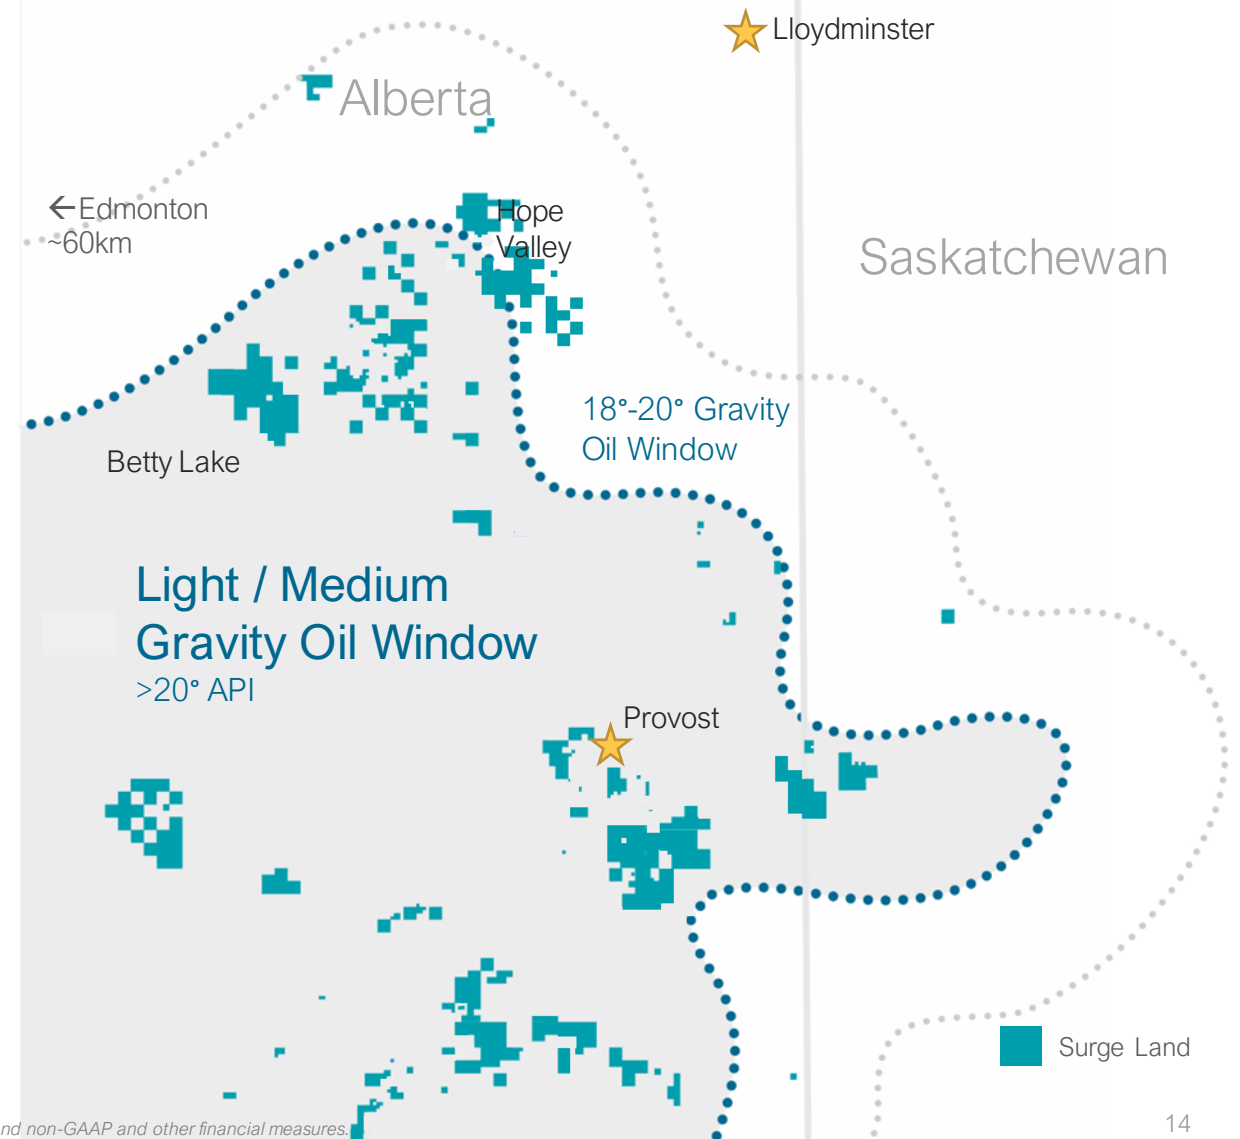 Lloydminster
Alberta
←Edmonton
~60km
Hope
Valley
Saskatchewan
18°-20° Gravity
Oil Window
Betty Lake
Light / Medium
Gravity Oil Window
>20° API
Provost
Surge Land
nd non-GAAP and other financial measures.
14